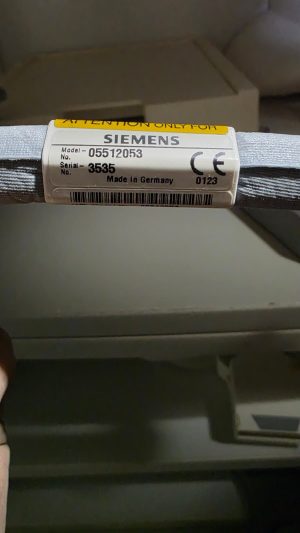 ATTENTION ONLY FOR
SIEMENS
Model- No. 05512053
Serial- No. 3535
CE
Made in Germany 0123